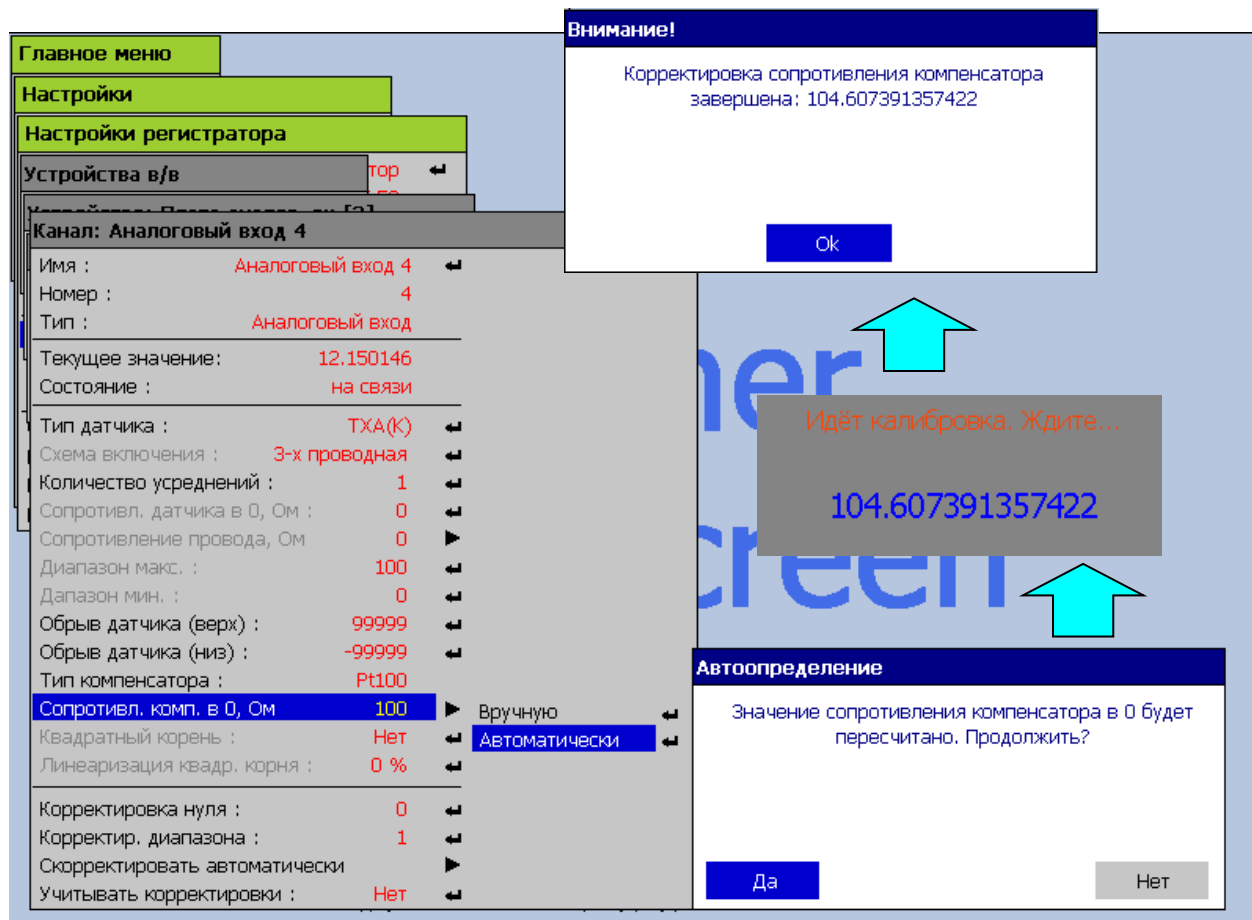 Внимание!
Корректировка сопротивления компенсатора
завершена: 104.607391357422
Ok
Главное меню
Настройки
Настройки регистратора
Устройства в/в
Канал: Аналоговый вход 4
Имя : Аналоговый вход 4
Номер : 4
Тип : Аналоговый вход
Текущее значение: 12.150146
Состояние : на связи
Тип датчика : ТХА(К)
Схема включения : 3-х проводная
Количество усреднений : 1
Сопротивл. датчика в 0, Ом : 0
Сопротивление провода, Ом 0
Диапазон макс. : 100
Дапазон мин. : 0
Обрыв датчика (верх) : 99999
Обрыв датчика (низ) : -99999
Тип компенсатора : Pt100
Сопротивл. комп. в 0, Ом 100
Квадратный корень : Нет
Линеаризация квадр. корня : 0 %
Корректировка нуля : 0
Корректир. диапазона : 1
Скорректировать автоматически
Учитывать корректировки : Нет
Вручную
Автоматически
Идёт калибровка. Ждите...
104.607391357422
Автоопределение
Значение сопротивления компенсатора в 0 будет
пересчитано. Продолжить?
Да Нет